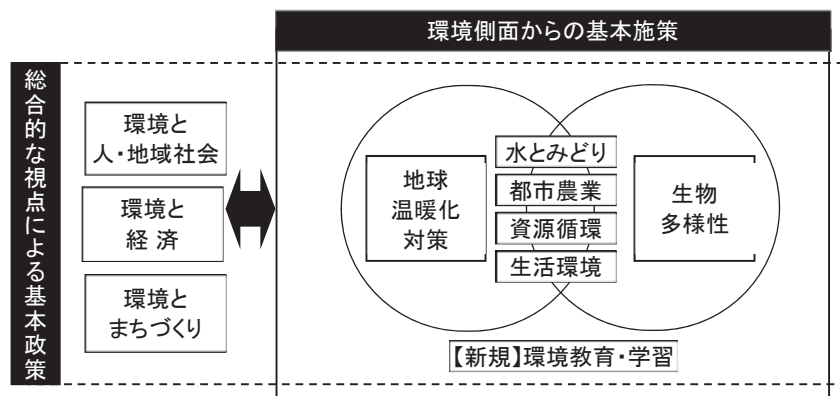 環境側面からの基本施策
総合的な視点による基本政策
環境と
人・地域社会
環境と
経 済
環境と
まちづくり
地球
温暖化
対策
水とみどり
都市農業
資源循環
生活環境
生物
多様性
【新規】環境教育・学習